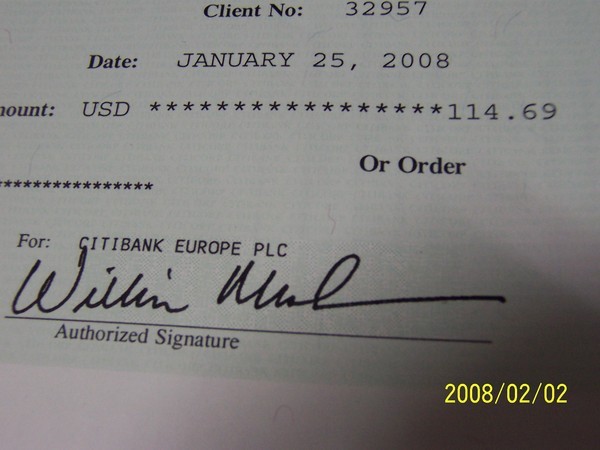 Client No: 32957
Date: JANUARY 25, 2008
mount: USD ******************114.69
Or Order
****************
For: CITIBANK EUROPE PLC
Authorized Signature
2008/02/02